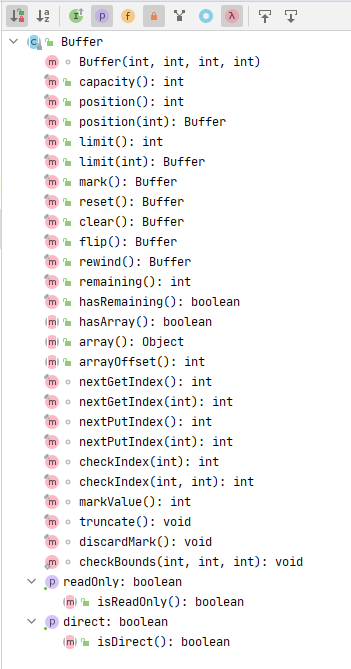 Buffer
Buffer(int, int, int, int)
capacity(): int
position(): int
position(int): Buffer
limit(): int
limit(int): Buffer
mark(): Buffer
reset(): Buffer
clear(): Buffer
flip(): Buffer
rewind(): Buffer
remaining(): int
hasRemaining(): boolean
hasArray(): boolean
array(): Object
arrayOffset(): int
nextGetIndex(): int
nextGetIndex(int): int
nextPutIndex(): int
nextPutIndex(int): int
checkIndex(int): int
checkIndex(int, int): int
markValue(): int
truncate(): void
discardMark(): void
checkBounds(int, int, int): void
readOnly: boolean
isReadOnly(): boolean
direct: boolean
isDirect(): boolean